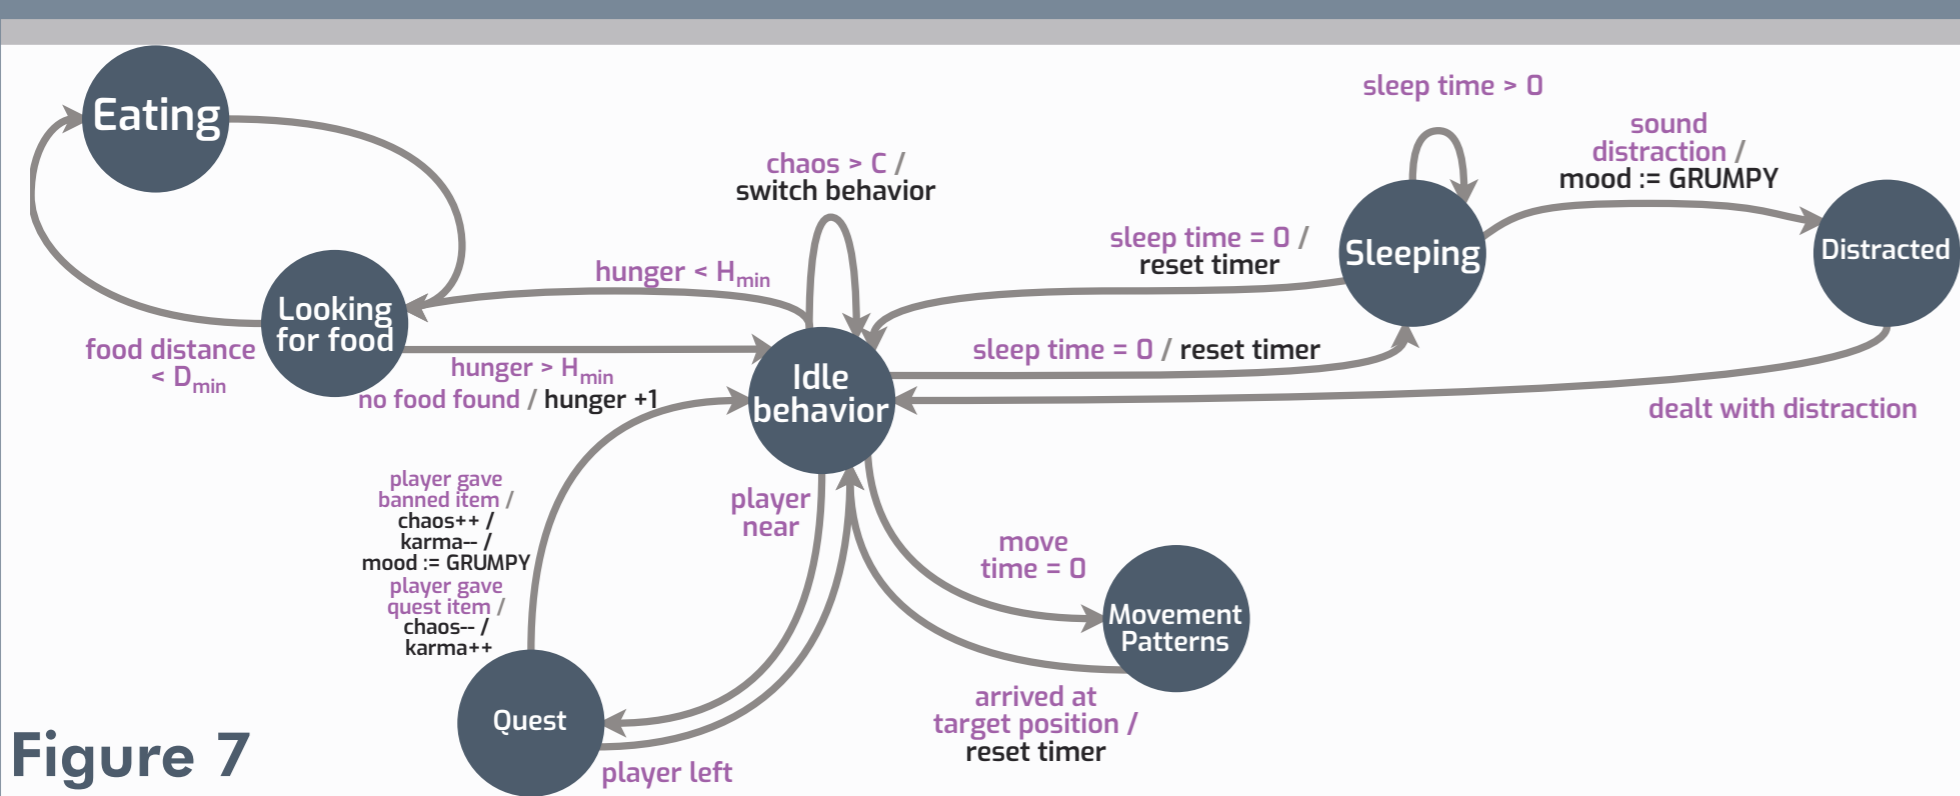 Eating
sleep time > 0
sound
distraction /
mood := GRUMPY
chaos > C /
switch behavior
sleep time = 0 /
reset timer
Sleeping
Distracted
hunger < Hmin
Looking
for food
food distance
< Dmin
hunger > Hmin
no food found / hunger +1
sleep time = 0 / reset timer
Idle
behavior
dealt with distraction
player gave
banned item /
chaos++ /
karma-- /
mood := GRUMPY
player gave
quest item /
chaos-- /
karma++
player
near
move
time = 0
Movement
Patterns
arrived at
target position /
reset timer
Quest
player left
Figure 7